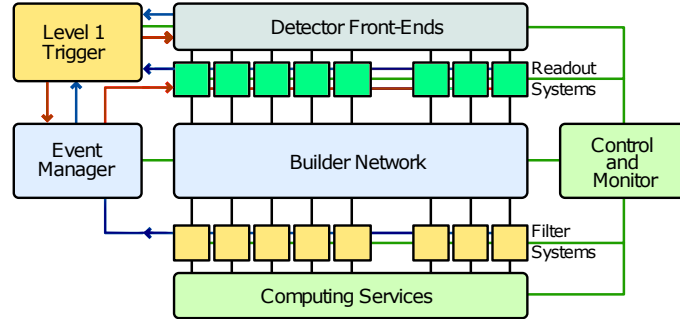 Level 1
Trigger
Detector Front-Ends
Readout
Systems
Event
Manager
Builder Network
Control
and
Monitor
Filter
Systems
Computing Services